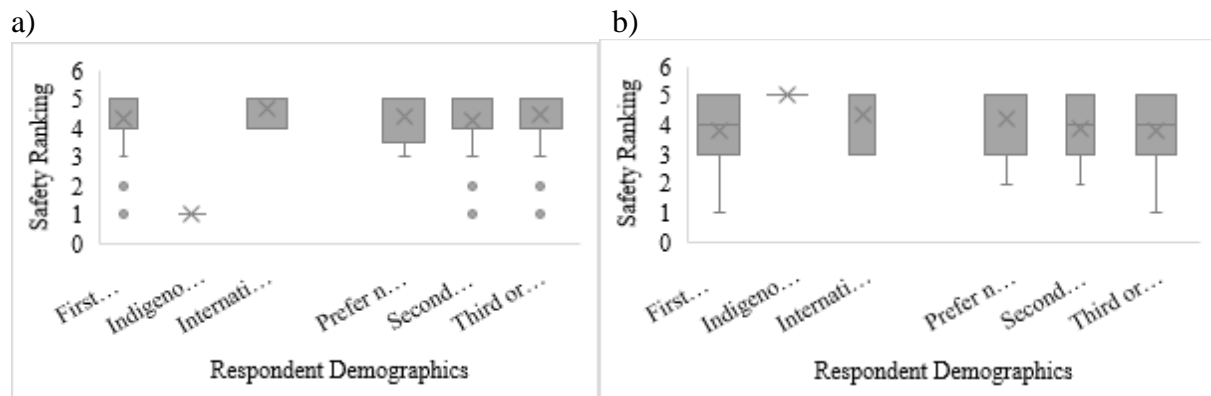 a)
6
5
4
3
2
1
0
Safety Ranking
First…
Indigeno…
Internati…
Prefer n…
Second…
Third or…
Respondent Demographics
b)
6
5
4
3
2
1
0
Safety Ranking
First…
Indigeno…
Internati…
Prefer n…
Second…
Third or…
Respondent Demographics